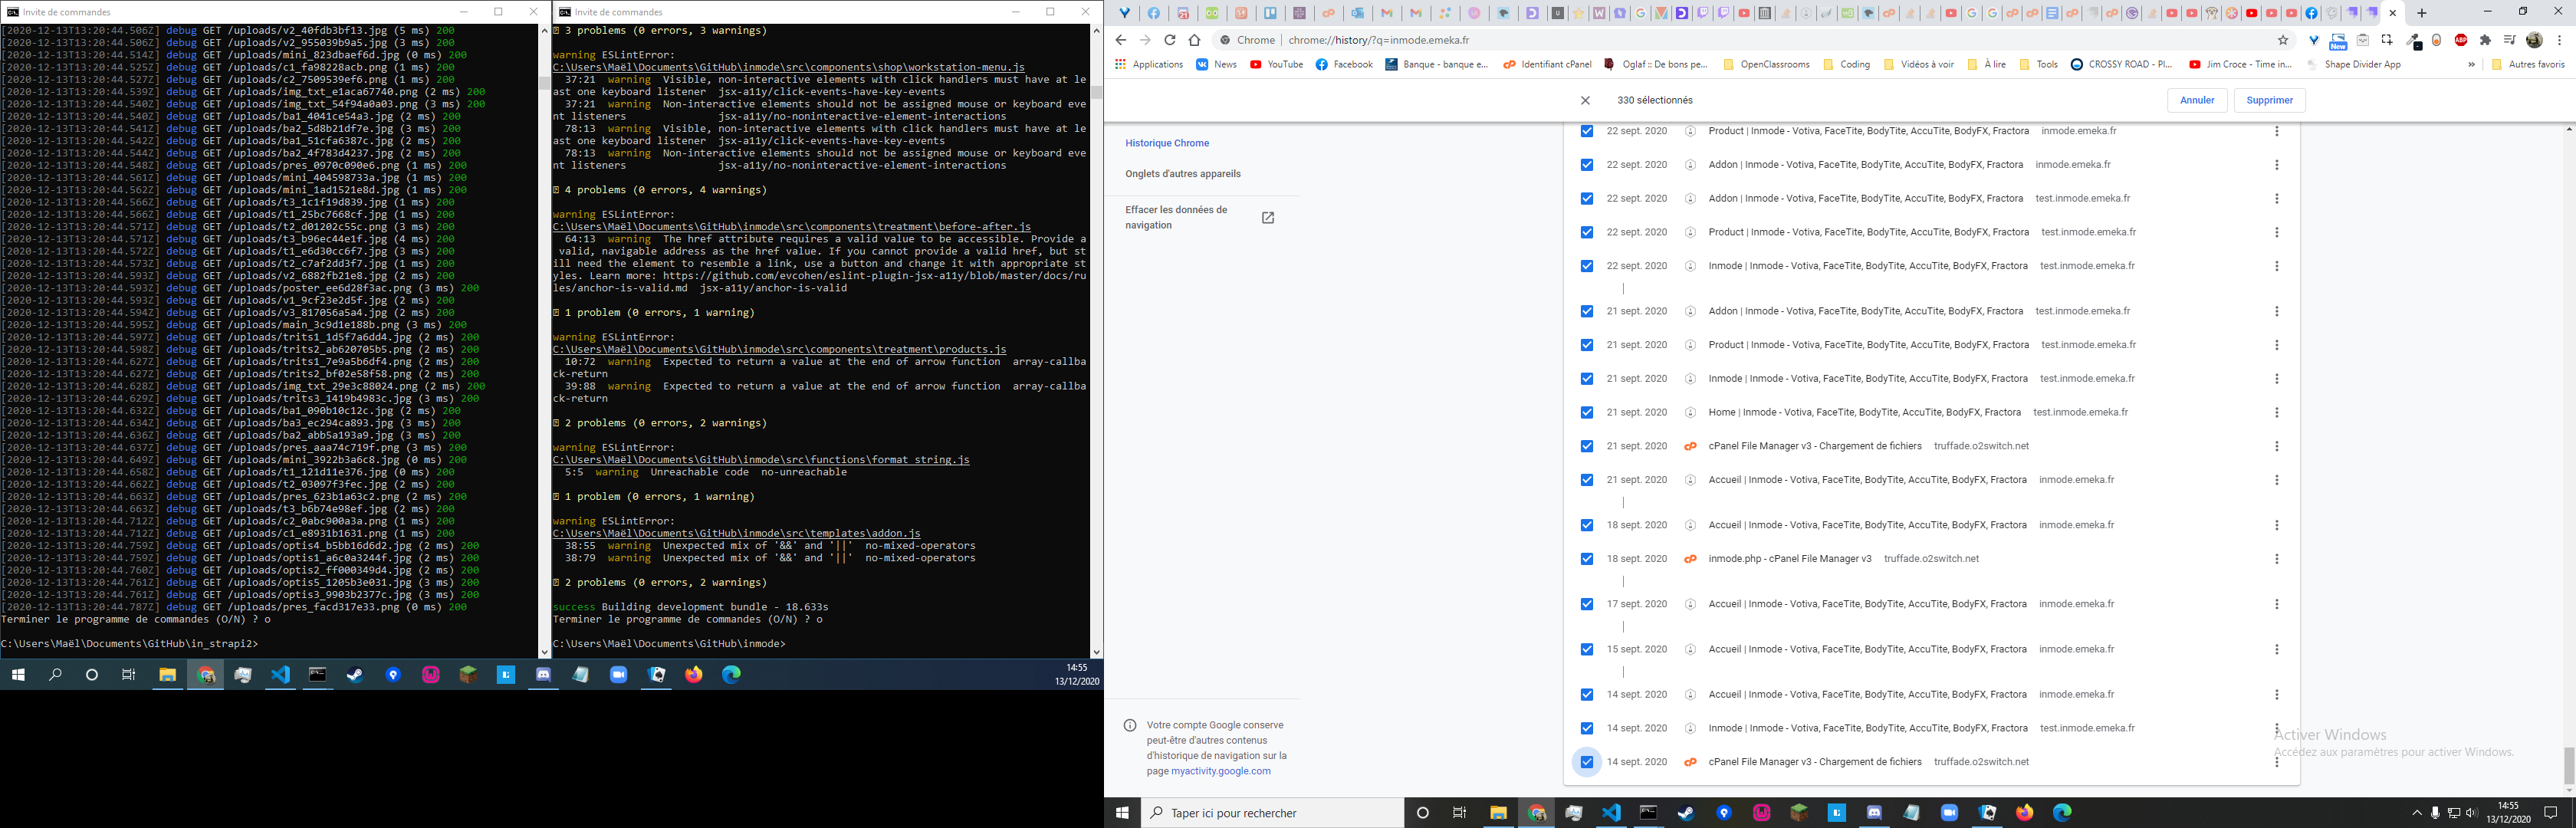 Invite de commandes
[2020-12-13T13:20:44.506Z] debug GET /uploads/v2_40fdb3bf13.jpg (5 ms) 200
[2020-12-13T13:20:44.506Z] debug GET /uploads/v2_955039b9a5.jpg (3 ms) 200
[2020-12-13T13:20:44.514Z] debug GET /uploads/mini_823dbaef6d.jpg (0 ms) 200
[2020-12-13T13:20:44.525Z] debug GET /uploads/c1_fa98228acb.png (1 ms) 200
[2020-12-13T13:20:44.527Z] debug GET /uploads/c2_7509539ef6.png (1 ms) 200
[2020-12-13T13:20:44.539Z] debug GET /uploads/img_txt_e1aca67740.png (2 ms) 200
[2020-12-13T13:20:44.540Z] debug GET /uploads/img_txt_54f94a0a03.png (3 ms) 200
[2020-12-13T13:20:44.540Z] debug GET /uploads/ba1_4041ce54a3.jpg (2 ms) 200
[2020-12-13T13:20:44.541Z] debug GET /uploads/ba2_5d8b21df7e.jpg (3 ms) 200
[2020-12-13T13:20:44.542Z] debug GET /uploads/ba1_51cfa6387c.jpg (2 ms) 200
[2020-12-13T13:20:44.544Z] debug GET /uploads/ba2_4f783d4237.jpg (2 ms) 200
[2020-12-13T13:20:44.548Z] debug GET /uploads/pres_0970c090e6.png (1 ms) 200
[2020-12-13T13:20:44.561Z] debug GET /uploads/mini_404598733a.jpg (1 ms) 200
[2020-12-13T13:20:44.562Z] debug GET /uploads/mini_1ad1521e8d.jpg (1 ms) 200
[2020-12-13T13:20:44.566Z] debug GET /uploads/t3_1c1f19d839.jpg (1 ms) 200
[2020-12-13T13:20:44.566Z] debug GET /uploads/t1_25bc7668cf.jpg (1 ms) 200
[2020-12-13T13:20:44.571Z] debug GET /uploads/t2_d01202c55c.jpg (3 ms) 200
[2020-12-13T13:20:44.571Z] debug GET /uploads/t3_b96ec44e1f.jpg (4 ms) 200
[2020-12-13T13:20:44.572Z] debug GET /uploads/t1_e6d30cc6f7.jpg (3 ms) 200
[2020-12-13T13:20:44.573Z] debug GET /uploads/t2_c7af2dd3f7.jpg (1 ms) 200
[2020-12-13T13:20:44.593Z] debug GET /uploads/v2_6882fb21e8.jpg (2 ms) 200
[2020-12-13T13:20:44.593Z] debug GET /uploads/poster_ee6d28f3ac.png (3 ms) 200
[2020-12-13T13:20:44.593Z] debug GET /uploads/v1_9cf23e2d5f.jpg (2 ms) 200
[2020-12-13T13:20:44.594Z] debug GET /uploads/v3_817056a5a4.jpg (2 ms) 200
[2020-12-13T13:20:44.595Z] debug GET /uploads/main_3c9d1e188b.png (3 ms) 200
[2020-12-13T13:20:44.597Z] debug GET /uploads/trits1_1d5f7a6dd4.jpg (2 ms) 200
[2020-12-13T13:20:44.598Z] debug GET /uploads/trits2_ab620705b5.png (2 ms) 200
[2020-12-13T13:20:44.627Z] debug GET /uploads/trits1_7e9a5b6df4.png (2 ms) 200
[2020-12-13T13:20:44.627Z] debug GET /uploads/trits2_bf02e58f58.png (2 ms) 200
[2020-12-13T13:20:44.628Z] debug GET /uploads/img_txt_29e3c88024.png (2 ms) 200
[2020-12-13T13:20:44.629Z] debug GET /uploads/trits3_1419b4983c.jpg (3 ms) 200
[2020-12-13T13:20:44.632Z] debug GET /uploads/ba1_090b10c12c.jpg (2 ms) 200
[2020-12-13T13:20:44.634Z] debug GET /uploads/ba3_ec294ca893.jpg (3 ms) 200
[2020-12-13T13:20:44.636Z] debug GET /uploads/ba2_abb5a193a9.jpg (3 ms) 200
[2020-12-13T13:20:44.637Z] debug GET /uploads/pres_aaa74c719f.png (3 ms) 200
[2020-12-13T13:20:44.649Z] debug GET /uploads/mini_3922b3a6c8.jpg (0 ms) 200
[2020-12-13T13:20:44.658Z] debug GET /uploads/t1_121d11e376.jpg (0 ms) 200
[2020-12-13T13:20:44.662Z] debug GET /uploads/t2_03097f3fec.jpg (2 ms) 200
[2020-12-13T13:20:44.663Z] debug GET /uploads/pres_623b1a63c2.png (2 ms) 200
[2020-12-13T13:20:44.663Z] debug GET /uploads/t3_b6b74e98ef.jpg (2 ms) 200
[2020-12-13T13:20:44.712Z] debug GET /uploads/c2_0abc900a3a.png (1 ms) 200
[2020-12-13T13:20:44.712Z] debug GET /uploads/c1_e8931b1631.png (1 ms) 200
[2020-12-13T13:20:44.759Z] debug GET /uploads/optis4_b5bb16d6d2.jpg (2 ms) 200
[2020-12-13T13:20:44.759Z] debug GET /uploads/optis1_a6c0a3244f.jpg (2 ms) 200
[2020-12-13T13:20:44.760Z] debug GET /uploads/optis2_ff000349d4.jpg (2 ms) 200
[2020-12-13T13:20:44.761Z] debug GET /uploads/optis5_1205b3e031.jpg (3 ms) 200
[2020-12-13T13:20:44.761Z] debug GET /uploads/optis3_9903b2377c.jpg (3 ms) 200
[2020-12-13T13:20:44.787Z] debug GET /uploads/pres_facd317e33.png (0 ms) 200
Terminer le programme de commandes (O/N) ? o
C:\Users\Maël\Documents\GitHub\in_strapi2>
Invite de commandes
3 problems (0 errors, 3 warnings)
warning ESLintError:
C:\Users\Maël\Documents\GitHub\inmode\src\components\shop\workstation-menu.js
37:21 warning Visible, non-interactive elements with click handlers must have at le
ast one keyboard listener jsx-a11y/click-events-have-key-events
37:21 warning Non-interactive elements should not be assigned mouse or keyboard eve
nt listeners jsx-a11y/no-noninteractive-element-interactions
78:13 warning Visible, non-interactive elements with click handlers must have at le
ast one keyboard listener jsx-a11y/click-events-have-key-events
78:13 warning Non-interactive elements should not be assigned mouse or keyboard eve
nt listeners jsx-a11y/no-noninteractive-element-interactions
4 problems (0 errors, 4 warnings)
warning ESLintError:
C:\Users\Maël\Documents\GitHub\inmode\src\components\treatment\before-after.js
64:13 warning The href attribute requires a valid value to be accessible. Provide a
valid, navigable address as the href value. If you cannot provide a valid href, but st
ill need the element to resemble a link, use a button and change it with appropriate st
yles. Learn more: https://github.com/evcohen/eslint-plugin-jsx-a11y/blob/master/docs/ru
les/anchor-is-valid.md jsx-a11y/anchor-is-valid
1 problem (0 errors, 1 warning)
warning ESLintError:
C:\Users\Maël\Documents\GitHub\inmode\src\components\treatment\products.js
10:72 warning Expected to return a value at the end of arrow function array-callba
ck-return
39:88 warning Expected to return a value at the end of arrow function array-callba
ck-return
2 problems (0 errors, 2 warnings)
warning ESLintError:
C:\Users\Maël\Documents\GitHub\inmode\src\functions\format_string.js
5:5 warning Unreachable code no-unreachable
1 problem (0 errors, 1 warning)
warning ESLintError:
C:\Users\Maël\Documents\GitHub\inmode\src\templates\addon.js
38:55 warning Unexpected mix of '&&' and '||' no-mixed-operators
38:79 warning Unexpected mix of '&&' and '||' no-mixed-operators
2 problems (0 errors, 2 warnings)
success Building development bundle - 18.633s
Terminer le programme de commandes (O/N) ? o
C:\Users\Maël\Documents\GitHub\inmode>
14:55
13/12/2020
Chrome | chrome://history/?q=inmode.emeka.fr
New
ABP
Applications News YouTube Facebook Banque - banque e... Identifiant cPanel Oglaf :: De bons pe... OpenClassrooms Coding Vidéos à voir À lire Tools CROSSY ROAD - Pl... Jim Croce - Time in... Shape Divider App » Autres favoris
330 sélectionnés Annuler Supprimer
Historique Chrome
Onglets d'autres appareils
Effacer les données de
navigation
Votre compte Google conserve
peut-être d'autres contenus
d'historique de navigation sur la
page myactivity.google.com
22 sept. 2020 Product | Inmode - Votiva, FaceTite, BodyTite, AccuTite, BodyFX, Fractora inmode.emeka.fr
22 sept. 2020 Addon | Inmode - Votiva, FaceTite, BodyTite, AccuTite, BodyFX, Fractora inmode.emeka.fr
22 sept. 2020 Addon | Inmode - Votiva, FaceTite, BodyTite, AccuTite, BodyFX, Fractora test.inmode.emeka.fr
22 sept. 2020 Product | Inmode - Votiva, FaceTite, BodyTite, AccuTite, BodyFX, Fractora test.inmode.emeka.fr
22 sept. 2020 Inmode | Inmode - Votiva, FaceTite, BodyTite, AccuTite, BodyFX, Fractora test.inmode.emeka.fr
21 sept. 2020 Addon | Inmode - Votiva, FaceTite, BodyTite, AccuTite, BodyFX, Fractora test.inmode.emeka.fr
21 sept. 2020 Product | Inmode - Votiva, FaceTite, BodyTite, AccuTite, BodyFX, Fractora test.inmode.emeka.fr
21 sept. 2020 Inmode | Inmode - Votiva, FaceTite, BodyTite, AccuTite, BodyFX, Fractora test.inmode.emeka.fr
21 sept. 2020 Home | Inmode - Votiva, FaceTite, BodyTite, AccuTite, BodyFX, Fractora test.inmode.emeka.fr
21 sept. 2020 cPanel File Manager v3 - Chargement de fichiers truffade.o2switch.net
21 sept. 2020 Accueil | Inmode - Votiva, FaceTite, BodyTite, AccuTite, BodyFX, Fractora inmode.emeka.fr
18 sept. 2020 Accueil | Inmode - Votiva, FaceTite, BodyTite, AccuTite, BodyFX, Fractora inmode.emeka.fr
18 sept. 2020 inmode.php - cPanel File Manager v3 truffade.o2switch.net
17 sept. 2020 Accueil | Inmode - Votiva, FaceTite, BodyTite, AccuTite, BodyFX, Fractora inmode.emeka.fr
15 sept. 2020 Accueil | Inmode - Votiva, FaceTite, BodyTite, AccuTite, BodyFX, Fractora inmode.emeka.fr
14 sept. 2020 Accueil | Inmode - Votiva, FaceTite, BodyTite, AccuTite, BodyFX, Fractora inmode.emeka.fr
14 sept. 2020 Inmode | Inmode - Votiva, FaceTite, BodyTite, AccuTite, BodyFX, Fractora test.inmode.emeka.fr
14 sept. 2020 cPanel File Manager v3 - Chargement de fichiers truffade.o2switch.net
Activer Windows
Accédez aux paramètres pour activer Windows.
Taper ici pour rechercher
14:55
13/12/2020